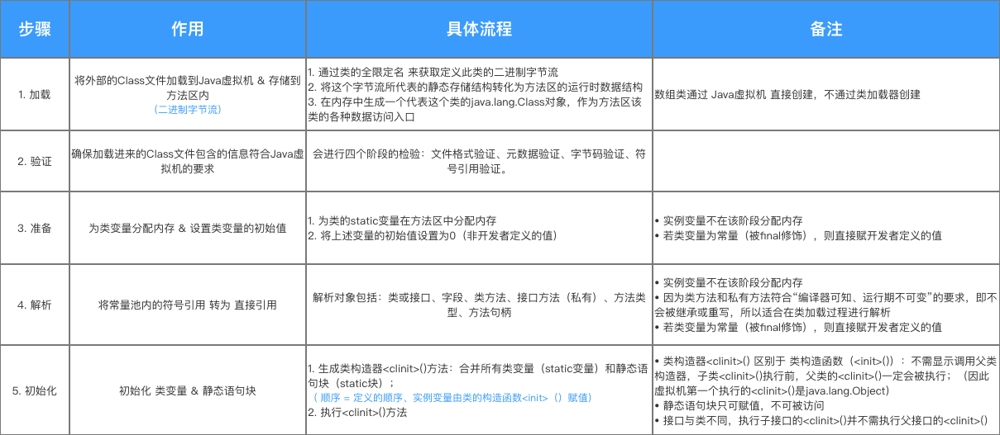 步骤
作用
具体流程
备注
1. 加载
将外部的Class文件加载到Java虚拟机 & 存储到
方法区内
（二进制字节流）
1. 通过类的全限定名 来获取定义此类的二进制字节流
2. 将这个字节流所代表的静态存储结构转化为方法区的运行时数据结构
3. 在内存中生成一个代表这个类的java.lang.Class对象，作为方法区该
类的各种数据访问入口
数组类通过 Java虚拟机 直接创建，不通过类加载器创建
2. 验证
确保加载进来的Class文件包含的信息符合Java虚
拟机的要求
会进行四个阶段的检验：文件格式验证、元数据验证、字节码验证、符
号引用验证。
3. 准备
为类变量分配内存 & 设置类变量的初始值
1. 为类的static变量在方法区中分配内存
2. 将上述变量的初始值设置为0（非开发者定义的值）
• 实例变量不在该阶段分配内存
• 若类变量为常量（被final修饰），则直接赋开发者定义的值
4. 解析
将常量池内的符号引用 转为 直接引用
解析对象包括：类或接口、字段、类方法、接口方法（私有）、方法类
型、方法句柄
• 实例变量不在该阶段分配内存
• 因为类方法和私有方法符合“编译器可知、运行期不可变”的要求，即不
会被继承或重写，所以适合在类加载过程进行解析
• 若类变量为常量（被final修饰），则直接赋开发者定义的值
5. 初始化
初始化 类变量 & 静态语句块
1. 生成类构造器<clinit>()方法：合并所有类变量（static变量）和静态语
句块（static块）；
（ 顺序 = 定义的顺序、实例变量由类的构造函数<init>（）赋值）
2. 执行<clinit>()方法
• 类构造器<clinit>() 区别于 类构造函数（<init>()）：不需显示调用父类
构造器，子类<clinit>()执行前，父类的<clinit>()一定会被执行；（因此
虚拟机第一个执行的<clinit>()是java.lang.Object）
• 静态语句块只可赋值，不可被访问
• 接口与类不同，执行子接口的<clinit>()并不需执行父接口的<clinit>()